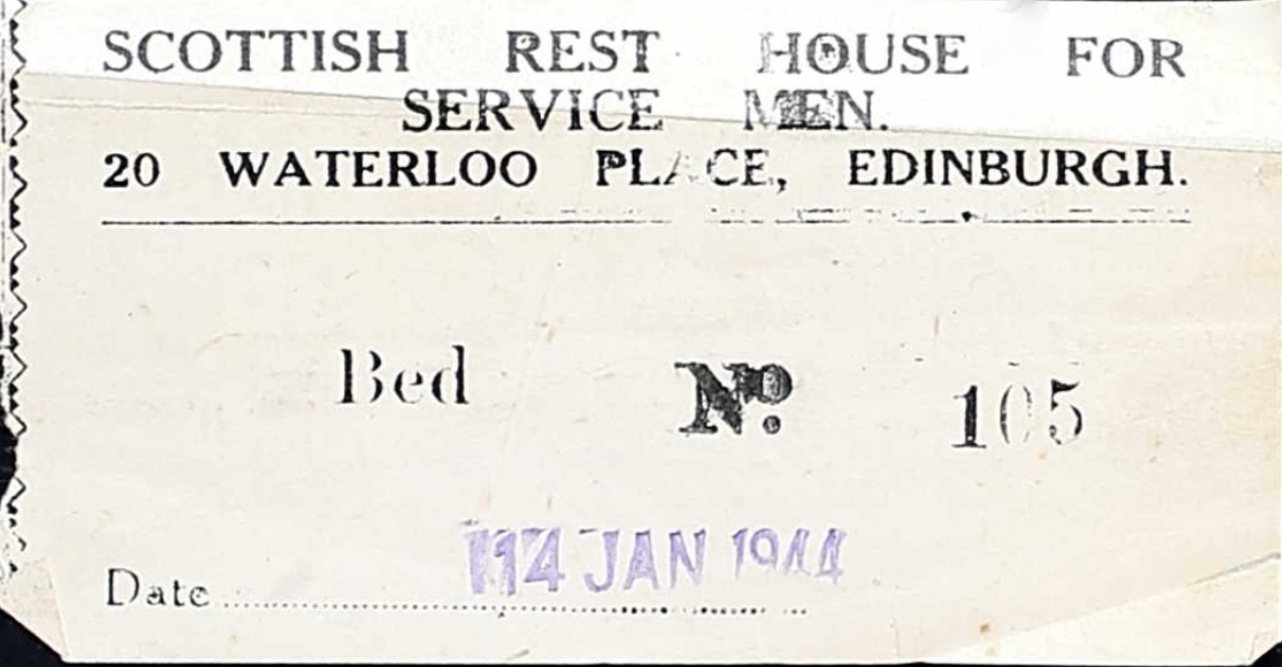 SCOTTISH REST HOUSE FOR
SERVICE MEN.
20 WATERLOO PLACE, EDINBURGH.
Bed Nº. 105
Date 14 JAN 1944